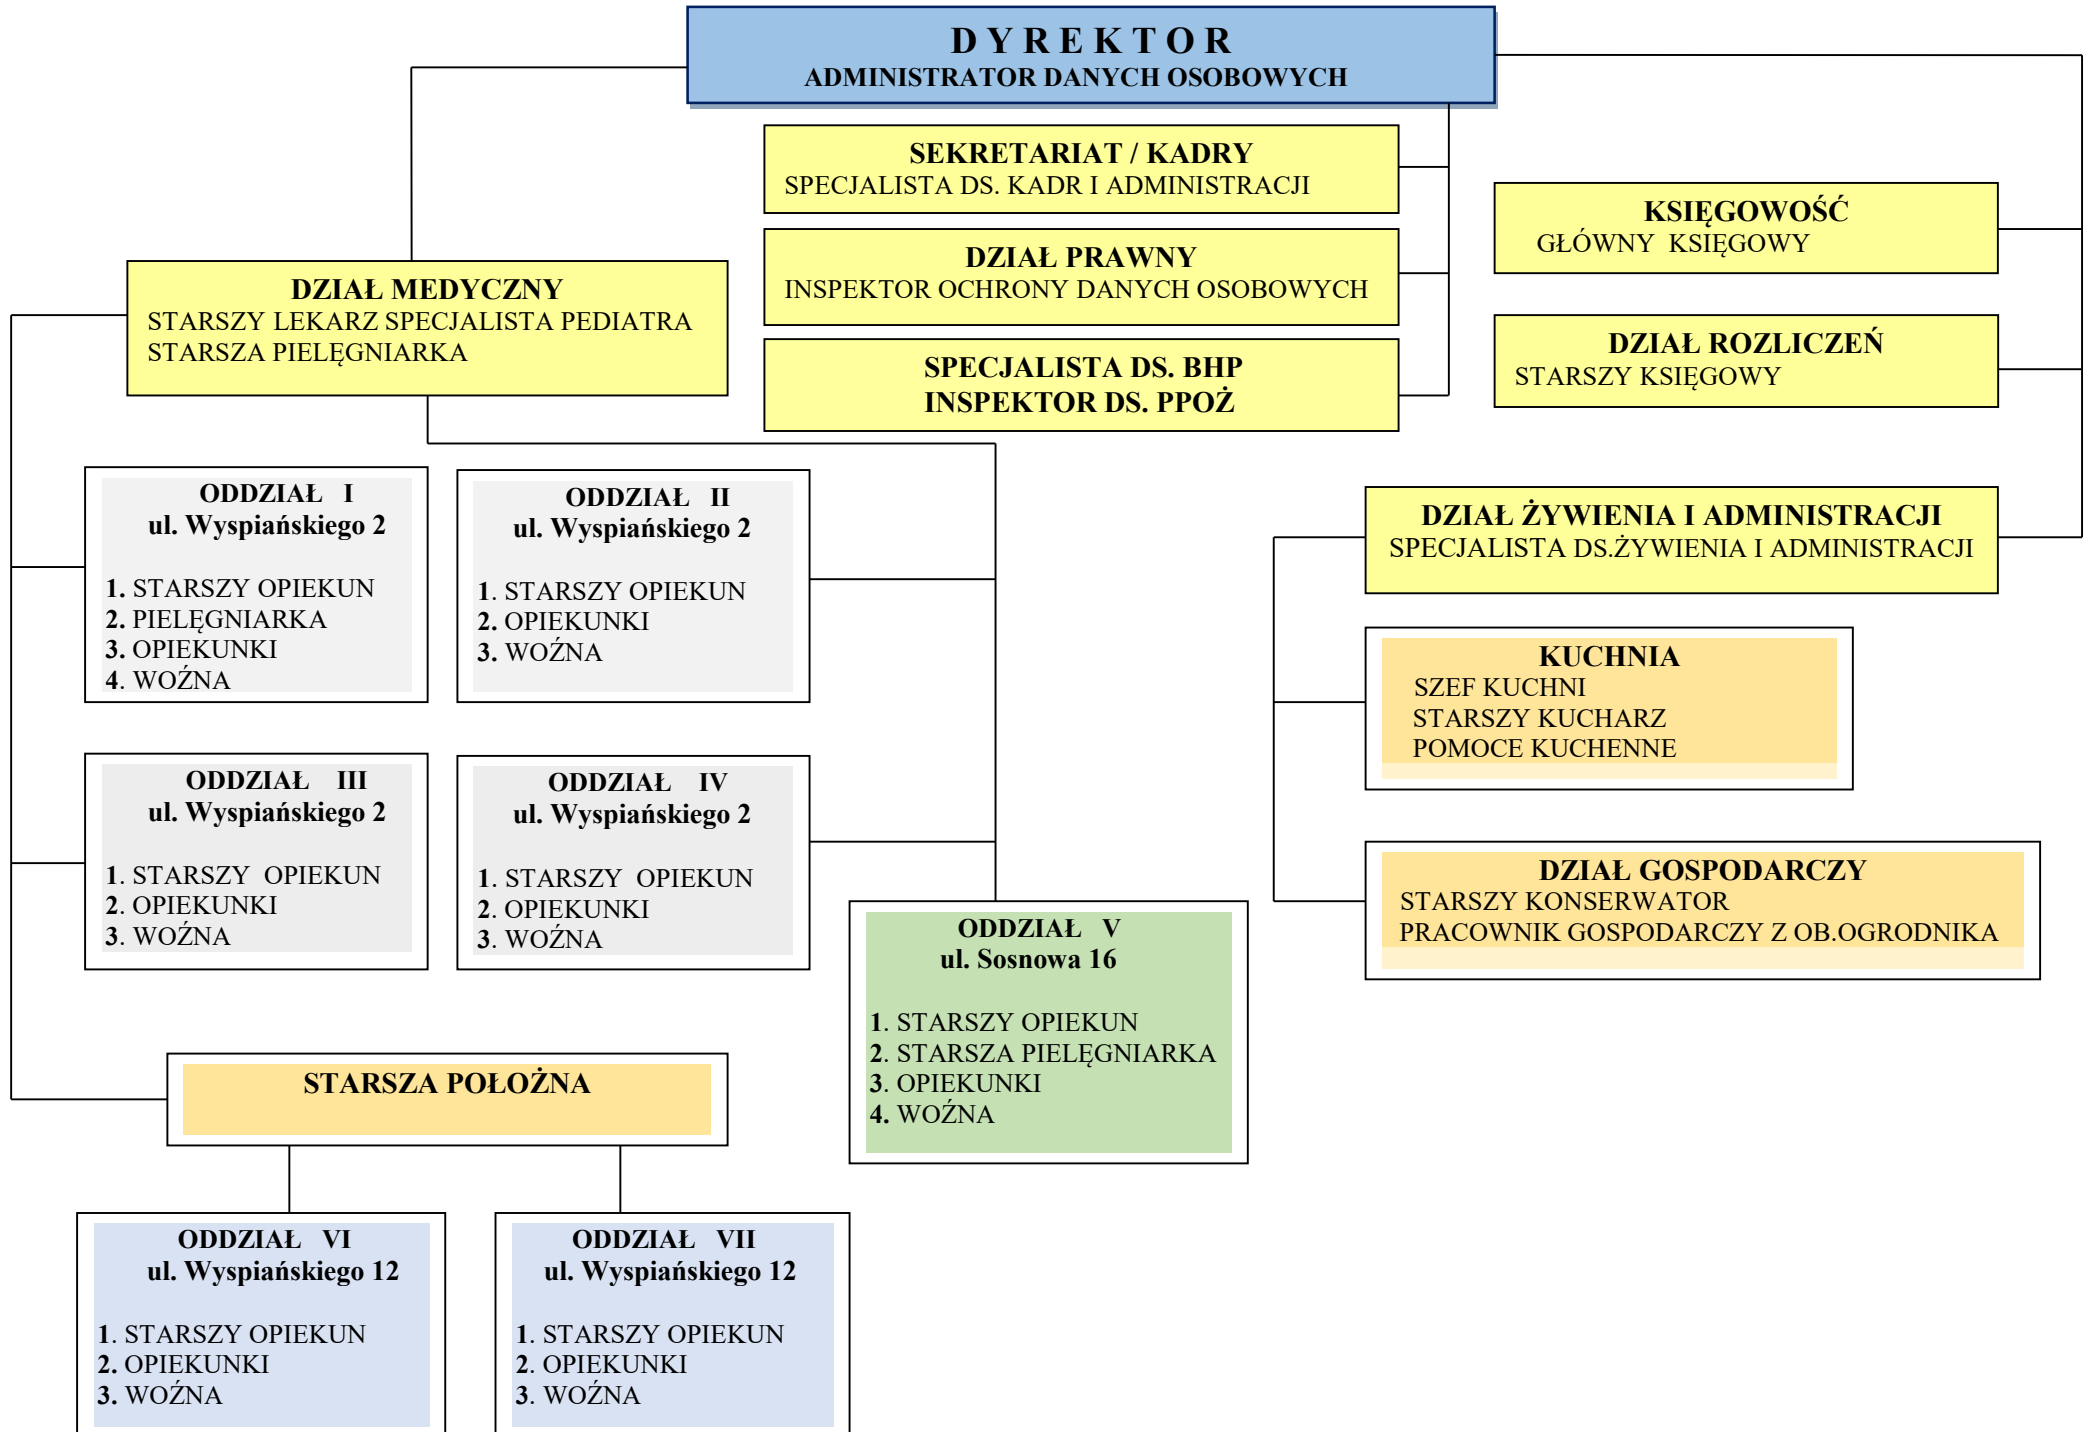 D Y R E K T O R
ADMINISTRATOR DANYCH OSOBOWYCH
SEKRETARIAT / KADRY
SPECJALISTA DS. KADR I ADMINISTRACJI
DZIAŁ PRAWNY
INSPEKTOR OCHRONY DANYCH OSOBOWYCH
SPECJALISTA DS. BHP
INSPEKTOR DS. PPOŻ
KSIĘGOWOŚĆ
GŁÓWNY KSIĘGOWY
DZIAŁ ROZLICZEŃ
STARSZY KSIĘGOWY
DZIAŁ MEDYCZNY
STARSZY LEKARZ SPECJALISTA PEDIATRA
STARSZA PIELĘGNIARKA
ODDZIAŁ I
ul. Wyspiańskiego 2
1. STARSZY OPIEKUN
2. PIELĘGNIARKA
3. OPIEKUNKI
4. WOŹNA
ODDZIAŁ II
ul. Wyspiańskiego 2
1. STARSZY OPIEKUN
2. OPIEKUNKI
3. WOŹNA
DZIAŁ ŻYWIENIA I ADMINISTRACJI
SPECJALISTA DS.ŻYWIENIA I ADMINISTRACJI
KUCHNIA
SZEF KUCHNI
STARSZY KUCHARZ
POMOCE KUCHENNE
DZIAŁ GOSPODARCZY
STARSZY KONSERWATOR
PRACOWNIK GOSPODARCZY Z OB.OGRODNIKA
ODDZIAŁ III
ul. Wyspiańskiego 2
1. STARSZY OPIEKUN
2. OPIEKUNKI
3. WOŹNA
ODDZIAŁ IV
ul. Wyspiańskiego 2
1. STARSZY OPIEKUN
2. OPIEKUNKI
3. WOŹNA
ODDZIAŁ V
ul. Sosnowa 16
1. STARSZY OPIEKUN
2. STARSZA PIELĘGNIARKA
3. OPIEKUNKI
4. WOŹNA
STARSZA POŁOŻNA
ODDZIAŁ VI
ul. Wyspiańskiego 12
1. STARSZY OPIEKUN
2. OPIEKUNKI
3. WOŹNA
ODDZIAŁ VII
ul. Wyspiańskiego 12
1. STARSZY OPIEKUN
2. OPIEKUNKI
3. WOŹNA